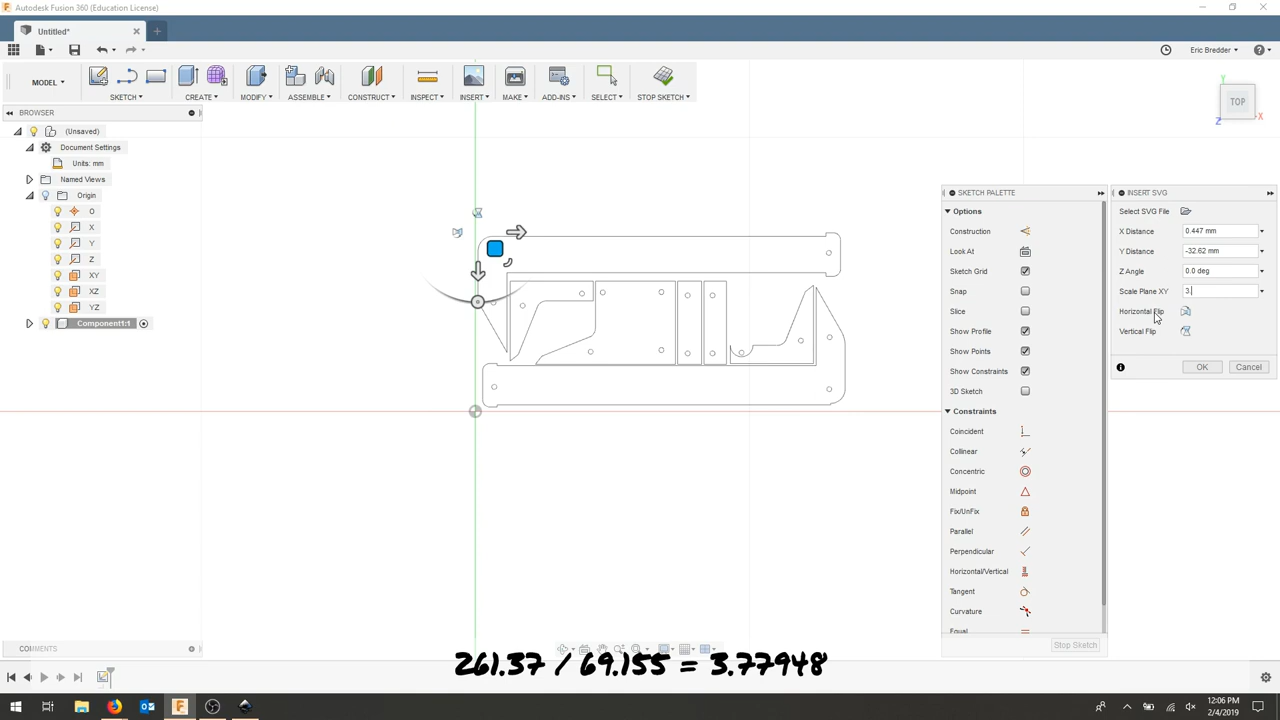 Autodesk Fusion 360 (Education License)
Untitled*
Eric Bredder
MODEL
SKETCH
CREATE
MODIFY
ASSEMBLE
CONSTRUCT
INSPECT
INSERT
MAKE
ADD-INS
SELECT
STOP SKETCH
BROWSER
(Unsaved)
Document Settings
Units: mm
Named Views
Origin
O
X
Y
Z
XY
XZ
YZ
Component1:1
Y
TOP
X
Z
SKETCH PALETTE
Options
Construction
Look At
Sketch Grid
Snap
Slice
Show Profile
Show Points
Show Constraints
3D Sketch
Constraints
Coincident
Collinear
Concentric
Midpoint
Fix/UnFix
Parallel
Perpendicular
Horizontal/Vertical
Tangent
Curvature
Equal
Stop Sketch
INSERT SVG
Select SVG File
X Distance 0.447 mm
Y Distance -32.62 mm
Z Angle 0.0 deg
Scale Plane XY 3.
Horizontal Flip
Vertical Flip
OK Cancel
COMMENTS
261.37 / 69.155 = 3.77948
12:06 PM
2/4/2019